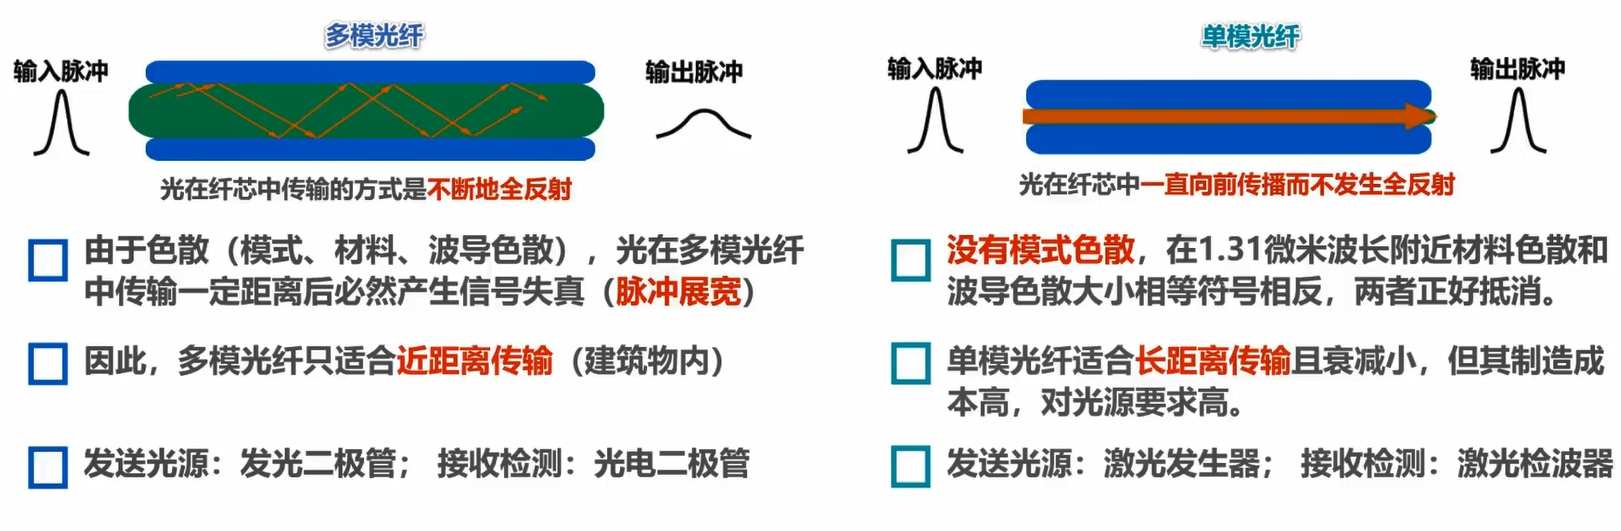 多模光纤
输入脉冲
输出脉冲
光在纤芯中传输的方式是不断地全反射
由于色散（模式、材料、波导色散），光在多模光纤
中传输一定距离后必然产生信号失真（脉冲展宽）
因此，多模光纤只适合近距离传输（建筑物内）
发送光源：发光二极管； 接收检测：光电二极管
单模光纤
输入脉冲
输出脉冲
光在纤芯中一直向前传播而不发生全反射
没有模式色散，在1.31微米波长附近材料色散和
波导色散大小相等符号相反，两者正好抵消。
单模光纤适合长距离传输且衰减小，但其制造成
本高，对光源要求高。
发送光源：激光发生器； 接收检测：激光检波器